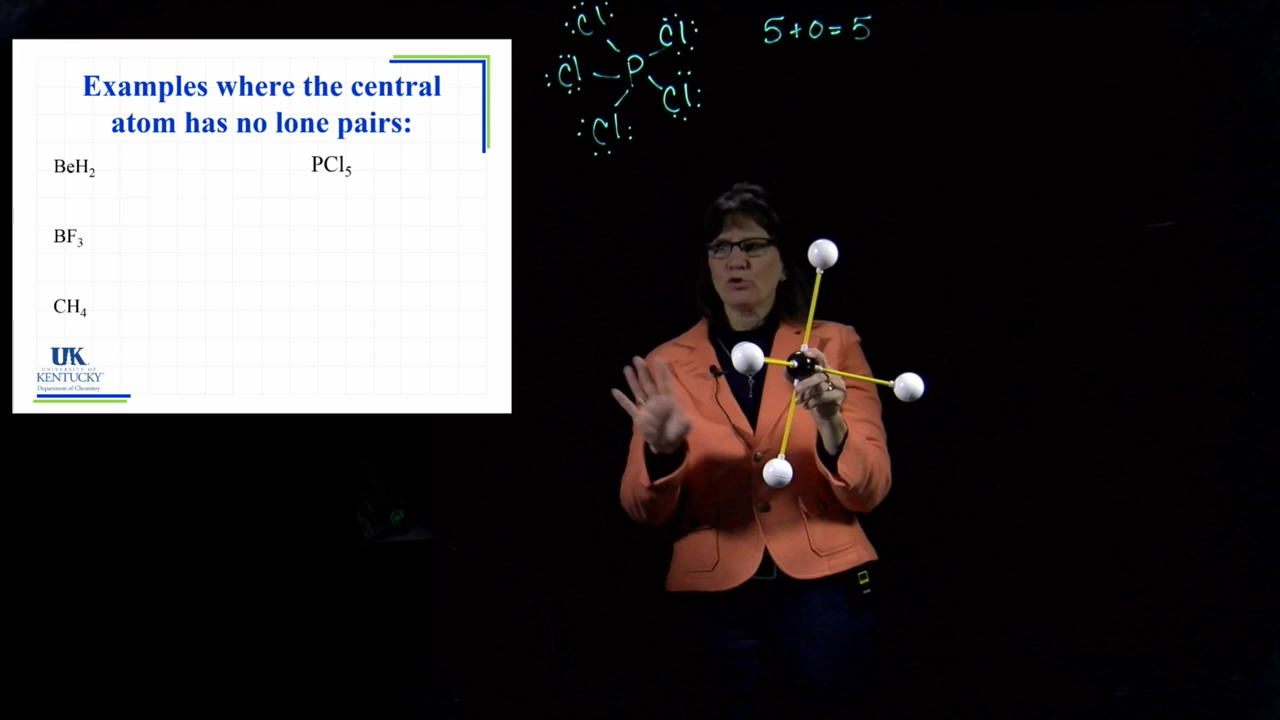 Examples where the central
atom has no lone pairs:
BeH₂
PCl₅
BF₃
CH₄
UK
UNIVERSITY OF
KENTUCKY
Department of Chemistry
:Cl:
Cl:
:Cl
P
Cl:
:Cl:
5+0=5